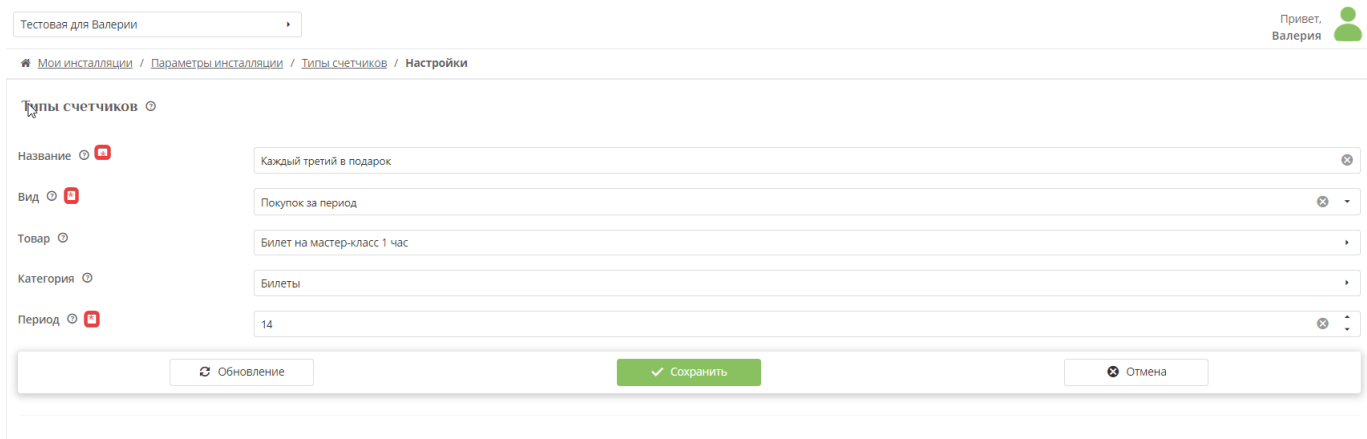 Тестовая для Валерии
Привет,
Валерия
Мои инсталляции / Параметры инсталляции / Типы счетчиков / Настройки
Типы счетчиков
Название * Каждый третий в подарок
Вид * Покупок за период
Товар Билет на мастер-класс 1 час
Категория Билеты
Период * 14
Обновление Сохранить Отмена